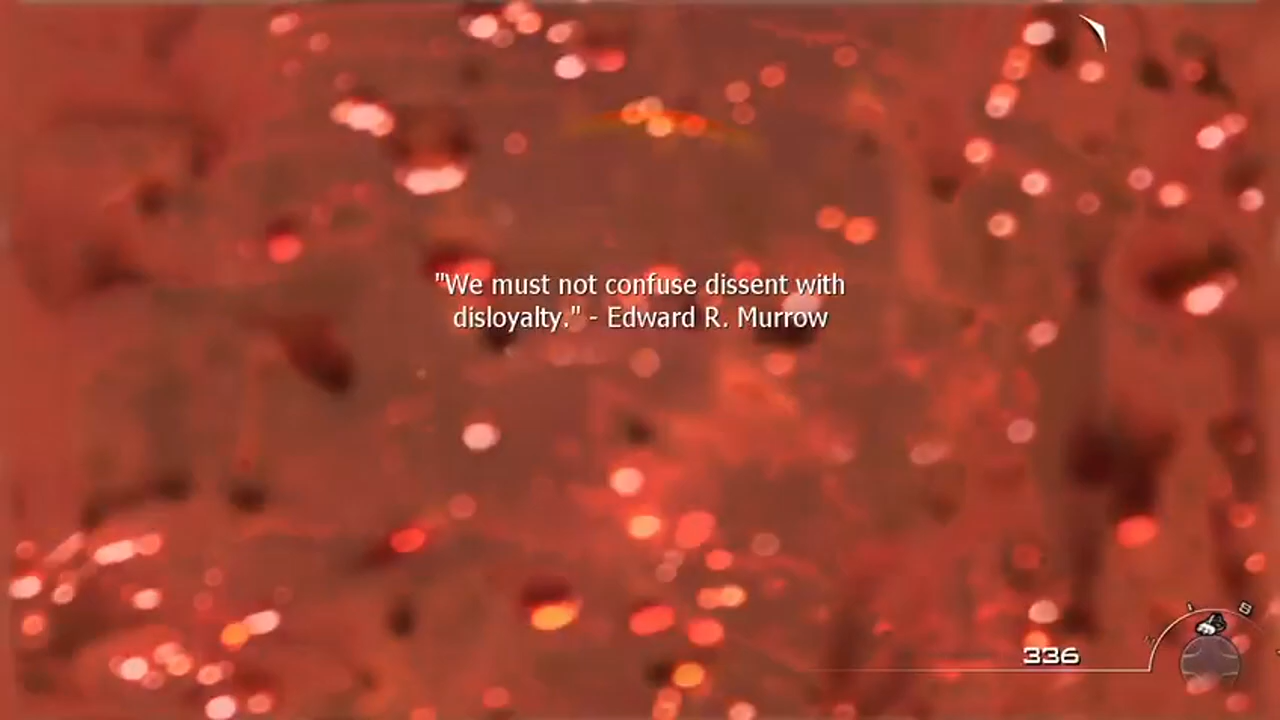 "We must not confuse dissent with
disloyalty." - Edward R. Murrow
336
S